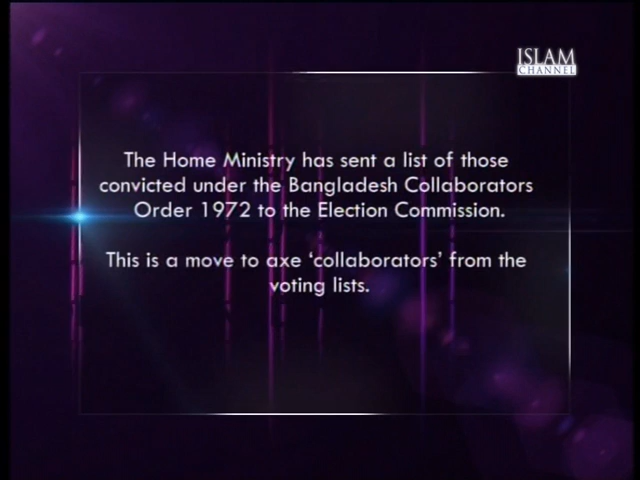 ISLAM
CHANNEL
The Home Ministry has sent a list of those
convicted under the Bangladesh Collaborators
Order 1972 to the Election Commission.
This is a move to axe ‘collaborators’ from the
voting lists.